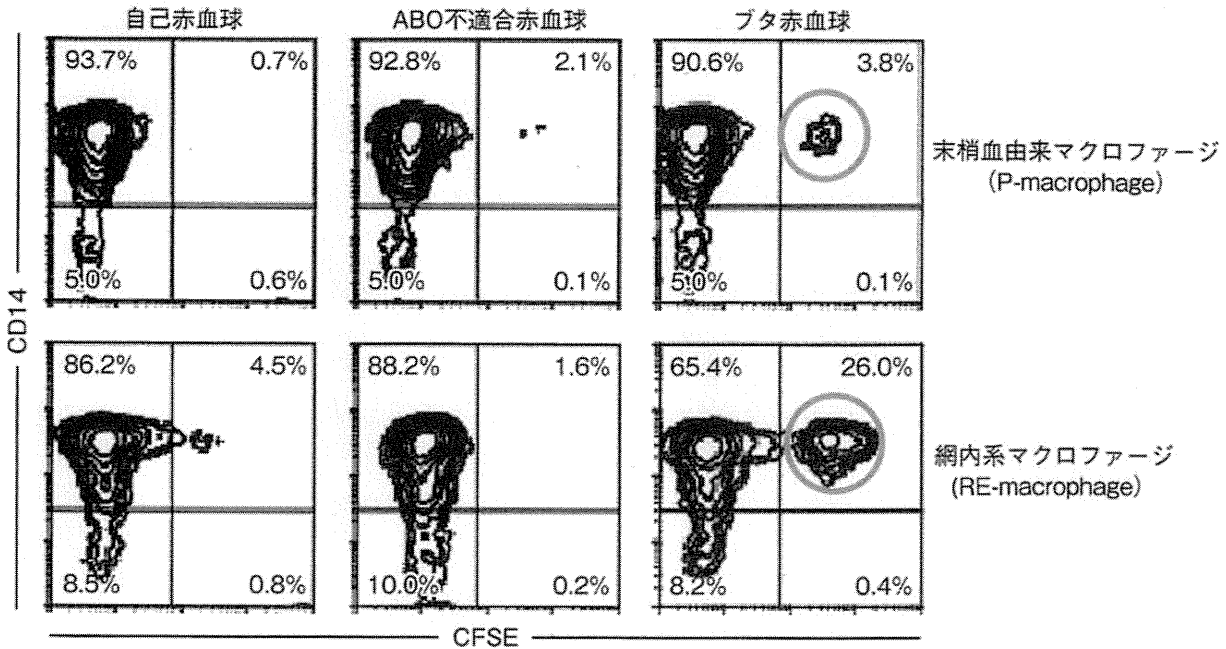 自己赤血球
ABO不適合赤血球
ブタ赤血球
93.7%
0.7%
5.0%
0.6%
92.8%
2.1%
5.0%
0.1%
90.6%
3.8%
5.0%
0.1%
末梢血由来マクロファージ
(P-macrophage)
CD14
86.2%
4.5%
8.5%
0.8%
88.2%
1.6%
10.0%
0.2%
65.4%
26.0%
8.2%
0.4%
網内系マクロファージ
(RE-macrophage)
CFSE